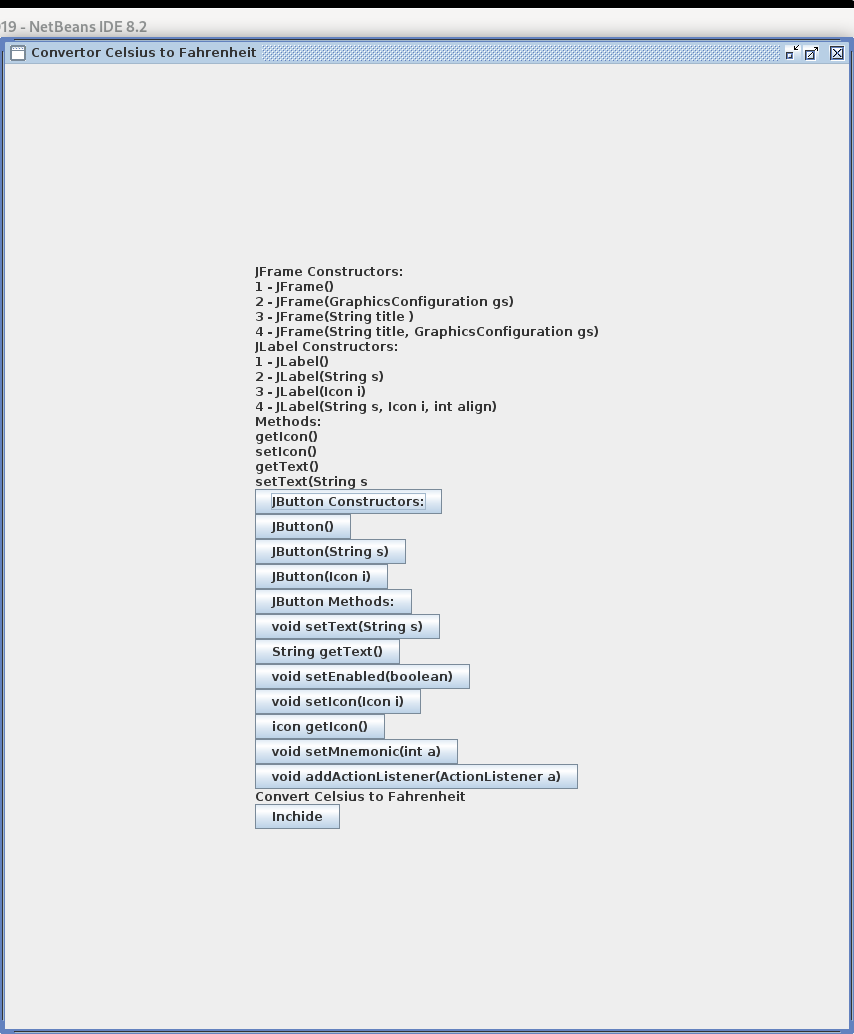 19 - NetBeans IDE 8.2
Convertor Celsius to Fahrenheit
JFrame Constructors:
1 - JFrame()
2 - JFrame(GraphicsConfiguration gs)
3 - JFrame(String title )
4 - JFrame(String title, GraphicsConfiguration gs)
JLabel Constructors:
1 - JLabel()
2 - JLabel(String s)
3 - JLabel(Icon i)
4 - JLabel(String s, Icon i, int align)
Methods:
getIcon()
setIcon()
getText()
setText(String s
JButton Constructors:
JButton()
JButton(String s)
JButton(Icon i)
JButton Methods:
void setText(String s)
String getText()
void setEnabled(boolean)
void setIcon(Icon i)
icon getIcon()
void setMnemonic(int a)
void addActionListener(ActionListener a)
Convert Celsius to Fahrenheit
Inchide